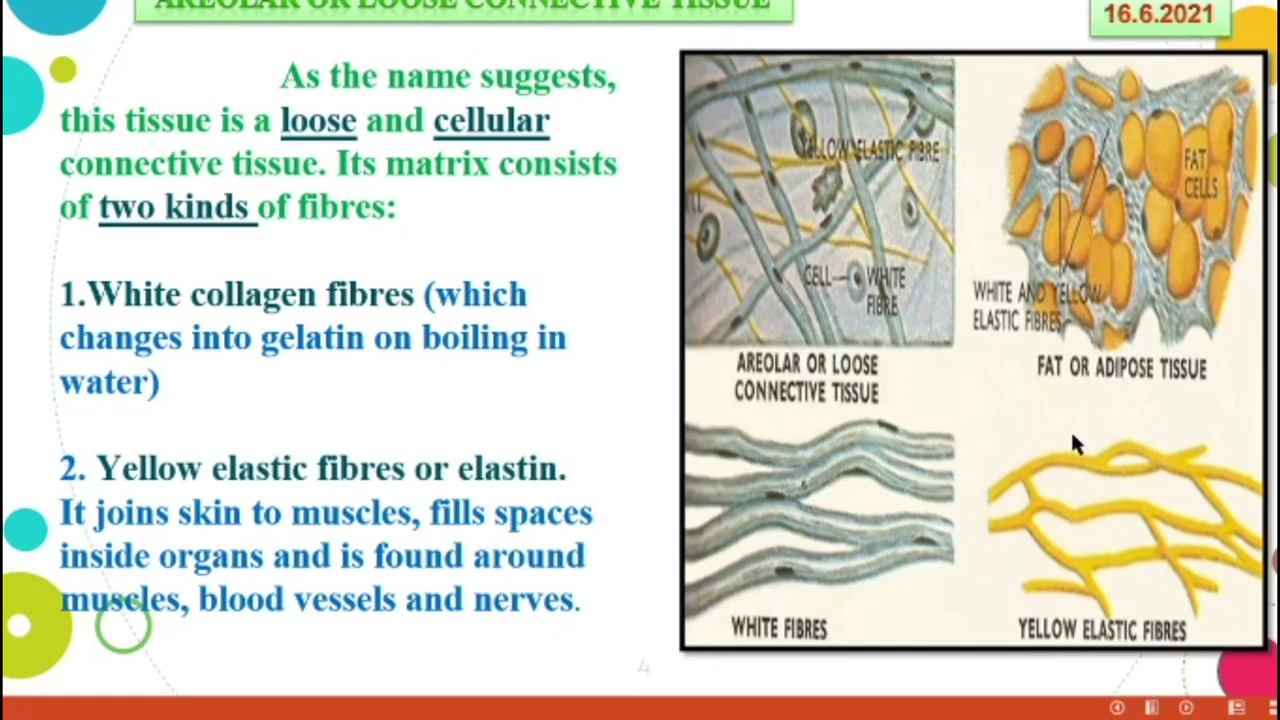 AREOLAR OR LOOSE CONNECTIVE TISSUE
16.6.2021
As the name suggests,
this tissue is a loose and cellular
connective tissue. Its matrix consists
of two kinds of fibres:
1.White collagen fibres (which
changes into gelatin on boiling in
water)
2. Yellow elastic fibres or elastin.
It joins skin to muscles, fills spaces
inside organs and is found around
muscles, blood vessels and nerves.
YELLOW ELASTIC FIBRE
CELL
WHITE
FIBRE
AREOLAR OR LOOSE
CONNECTIVE TISSUE
FAT
CELLS
WHITE AND YELLOW
ELASTIC FIBRES
FAT OR ADIPOSE TISSUE
WHITE FIBRES
YELLOW ELASTIC FIBRES
4